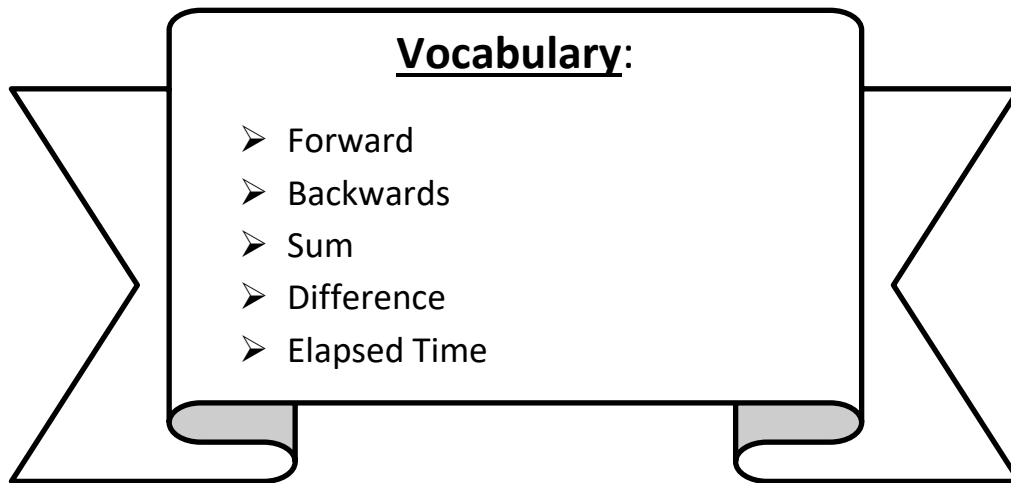 Vocabulary:
➢ Forward
➢ Backwards
➢ Sum
➢ Difference
➢ Elapsed Time